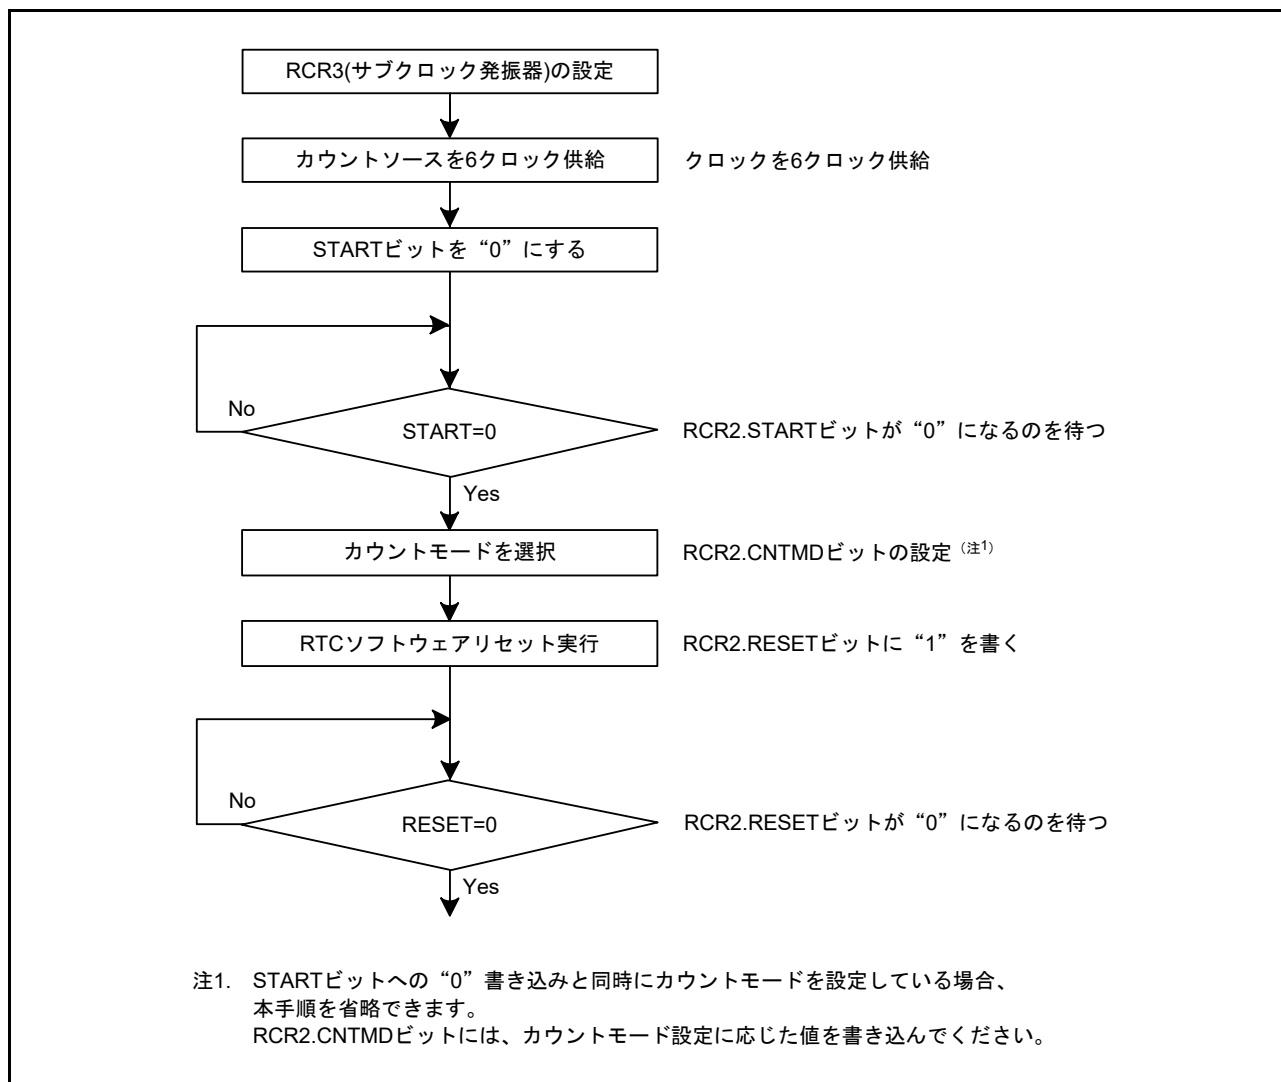 RCR3(サブクロック発振器)の設定
カウントソースを6クロック供給
クロックを6クロック供給
STARTビットを“0”にする
No
START=0
RCR2.STARTビットが“0”になるのを待つ
Yes
カウントモードを選択
RCR2.CNTMDビットの設定（注1）
RTCソフトウェアリセット実行
RCR2.RESETビットに“1”を書く
No
RESET=0
RCR2.RESETビットが“0”になるのを待つ
Yes
注1. STARTビットへの“0”書き込みと同時にカウントモードを設定している場合、
本手順を省略できます。
RCR2.CNTMDビットには、カウントモード設定に応じた値を書き込んでください。